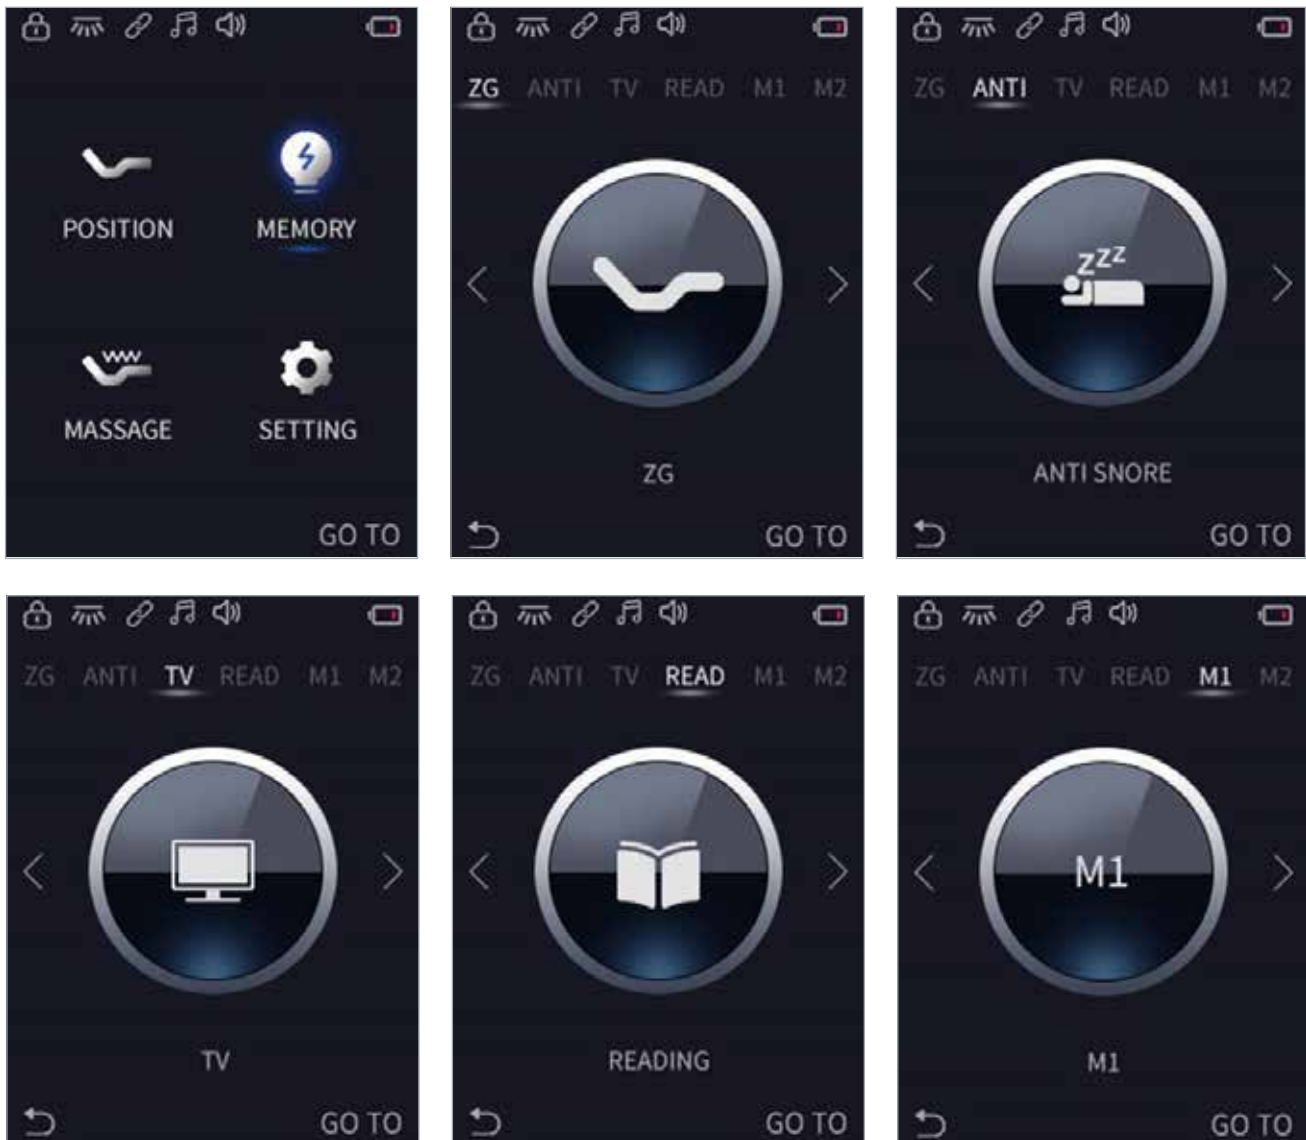 POSITION MEMORY
MASSAGE SETTING
GO TO
ZG ANTI TV READ M1 M2
ZG
GO TO
ZG ANTI TV READ M1 M2
zzz
ANTI SNORE
GO TO
ZG ANTI TV READ M1 M2
TV
GO TO
ZG ANTI TV READ M1 M2
READING
GO TO
ZG ANTI TV READ M1 M2
M1
M1
GO TO